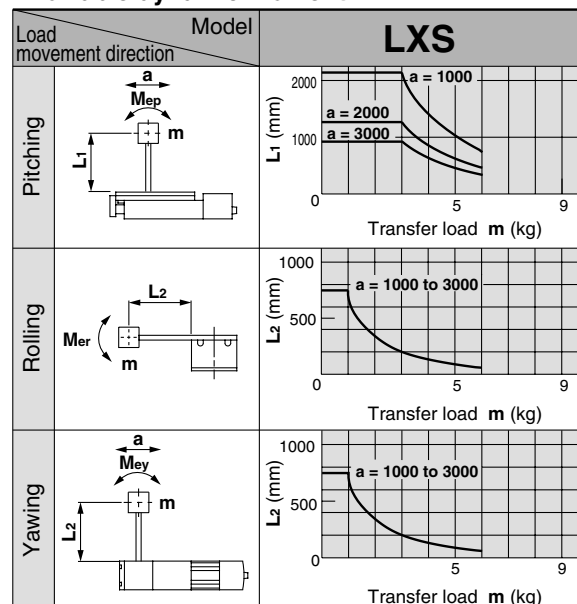 Model
Load
movement direction
LXS
Pitching
a
Mep
m
L1
L1 (mm)
2000
1000
0
a = 1000
a = 2000
a = 3000
5
9
Transfer load m (kg)
Rolling
L2
Mer
m
L2 (mm)
1000
500
0
a = 1000 to 3000
5
9
Transfer load m (kg)
Yawing
a
Mey
m
L2
L2 (mm)
1000
500
0
a = 1000 to 3000
5
9
Transfer load m (kg)